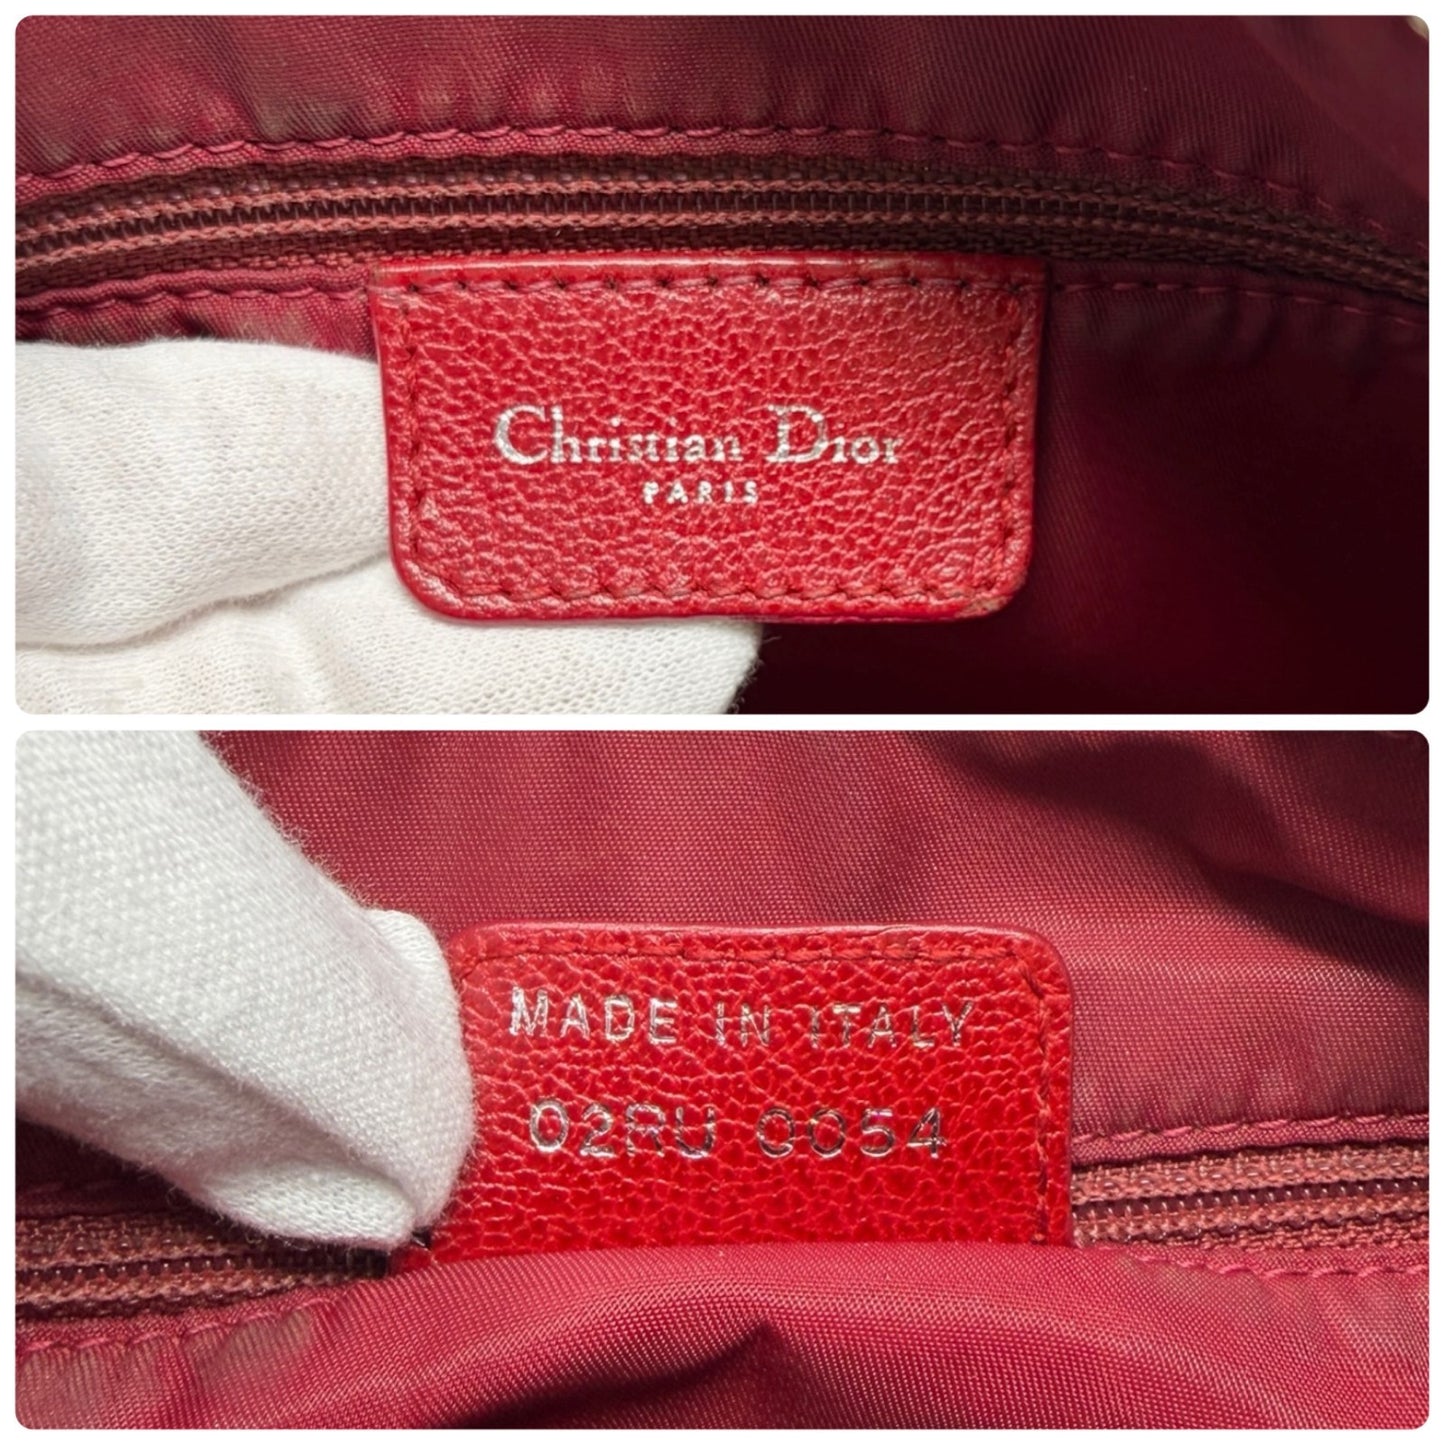 Christian Dior
PARIS
MADE IN ITALY
02RU 0054